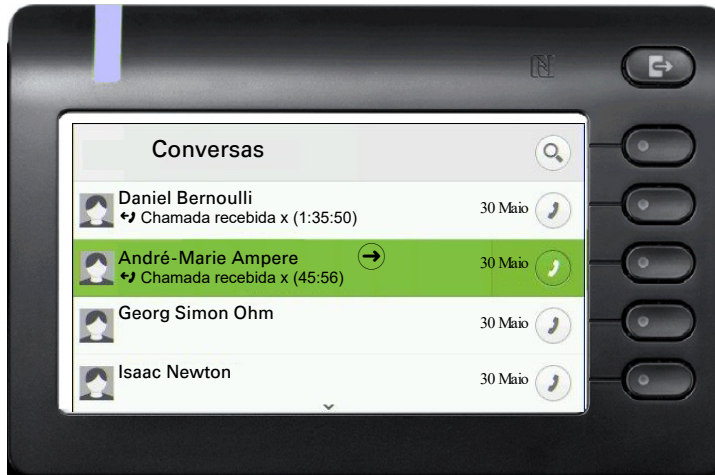 Conversas
Daniel Bernoulli
30 Maio
Chamada recebida x (1:35:50)
André-Marie Ampere
30 Maio
Chamada recebida x (45:56)
Georg Simon Ohm
30 Maio
Isaac Newton
30 Maio